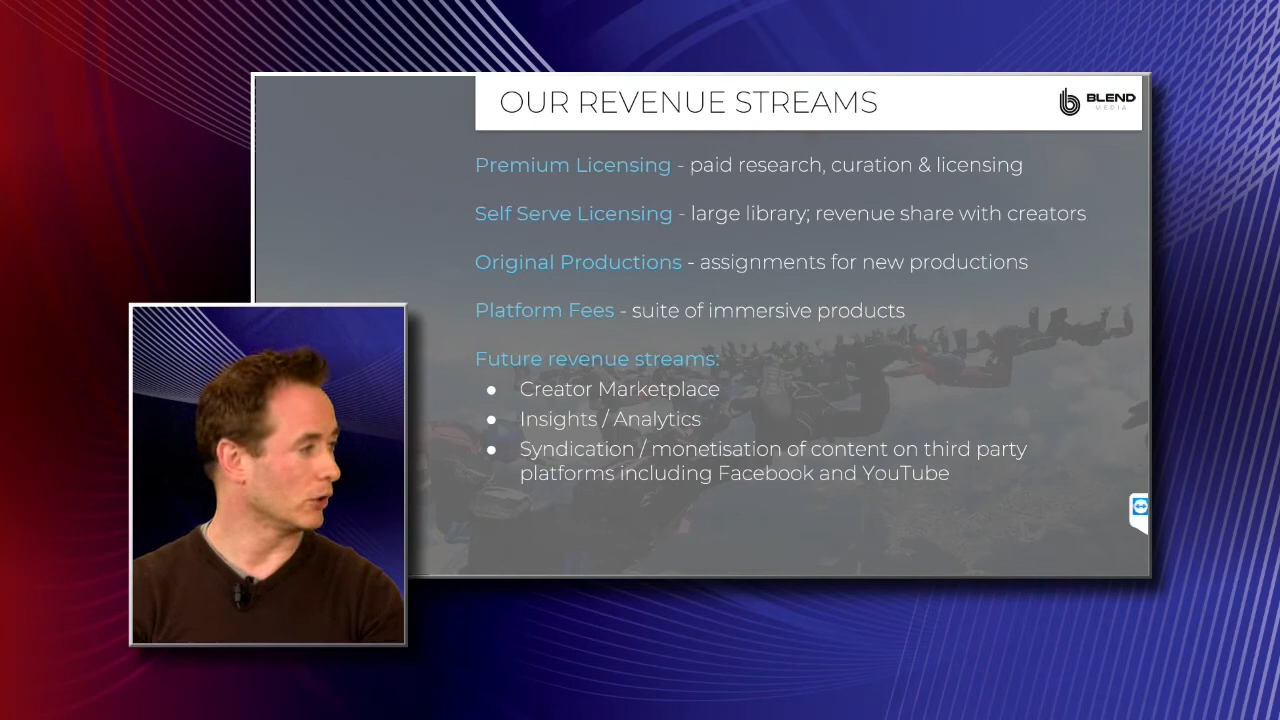 OUR REVENUE STREAMS
BLEND
MEDIA
Premium Licensing - paid research, curation & licensing
Self Serve Licensing - large library; revenue share with creators
Original Productions - assignments for new productions
Platform Fees - suite of immersive products
Future revenue streams:
● Creator Marketplace
● Insights / Analytics
● Syndication / monetisation of content on third party
platforms including Facebook and YouTube